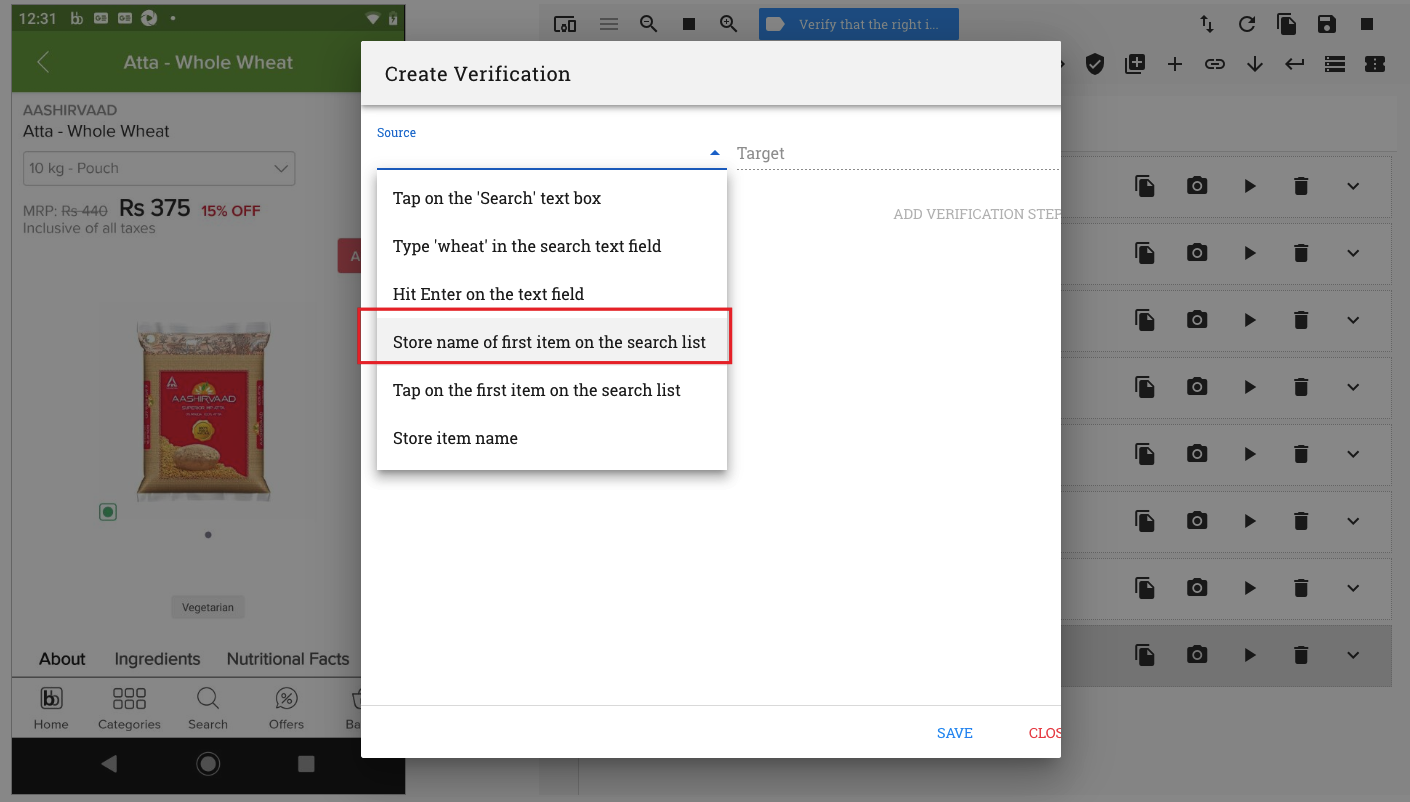 12:31
Atta - Whole Wheat
AASHIRVAAD
Atta - Whole Wheat
10 kg - Pouch
MRP: Rs 440 Rs 375 15% OFF
Inclusive of all taxes
A
AASHIRVAAD
Vegetarian
About Ingredients Nutritional Facts
Home Categories Search Offers Ba
Verify that the right i...
Create Verification
Source
Target
Tap on the 'Search' text box
Type 'wheat' in the search text field
Hit Enter on the text field
Store name of first item on the search list
Tap on the first item on the search list
Store item name
ADD VERIFICATION STEP
SAVE CLOS